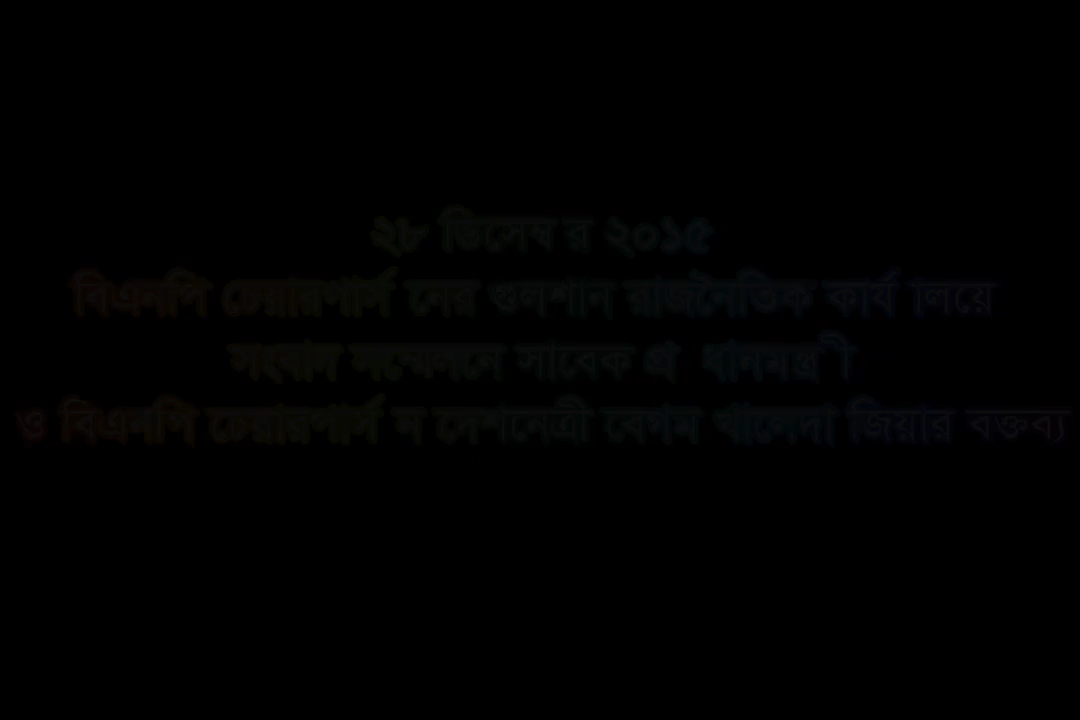 ২৮ ডিসেম্বর ২০১৫
বিএনপি চেয়ারপার্সনের গুলশান রাজনৈতিক কার্যালয়ে
সংবাদ সম্মেলনে সাবেক প্রধানমন্ত্রী
ও বিএনপি চেয়ারপার্সন দেশনেত্রী বেগম খালেদা জিয়ার বক্তব্য